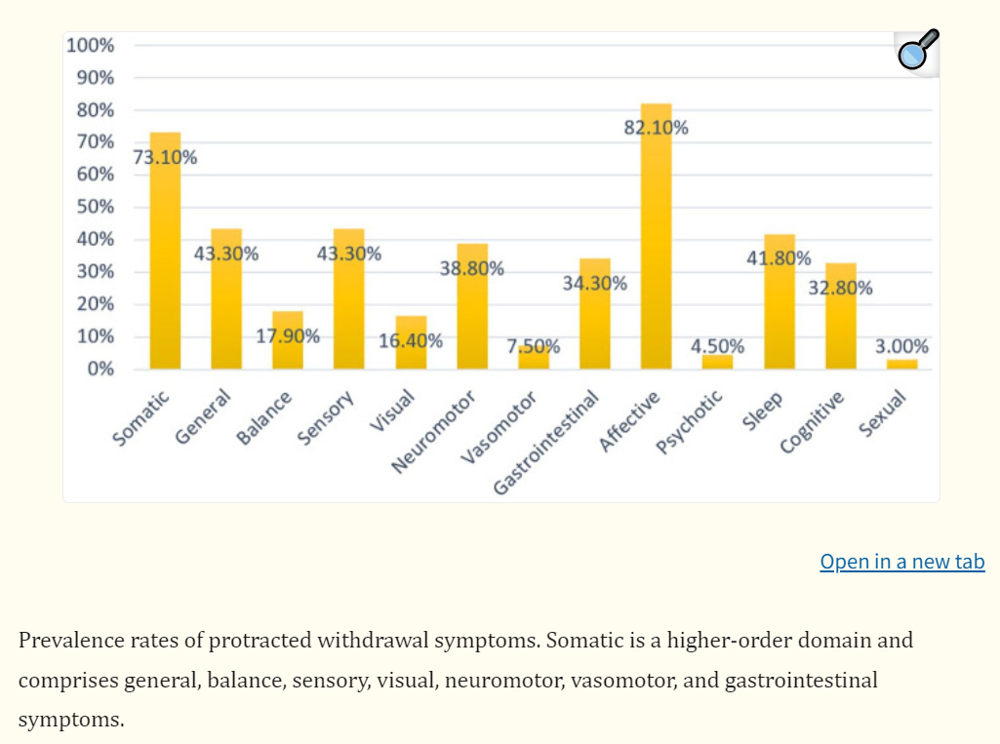 100%
90%
80%
70%
60%
50%
40%
30%
20%
10%
0%
73.10%
43.30%
17.90%
43.30%
16.40%
38.80%
7.50%
34.30%
82.10%
4.50%
41.80%
32.80%
3.00%
Somatic
General
Balance
Sensory
Visual
Neuromotor
Vasomotor
Gastrointestinal
Affective
Psychotic
Sleep
Cognitive
Sexual
Open in a new tab
Prevalence rates of protracted withdrawal symptoms. Somatic is a higher-order domain and
comprises general, balance, sensory, visual, neuromotor, vasomotor, and gastrointestinal
symptoms.